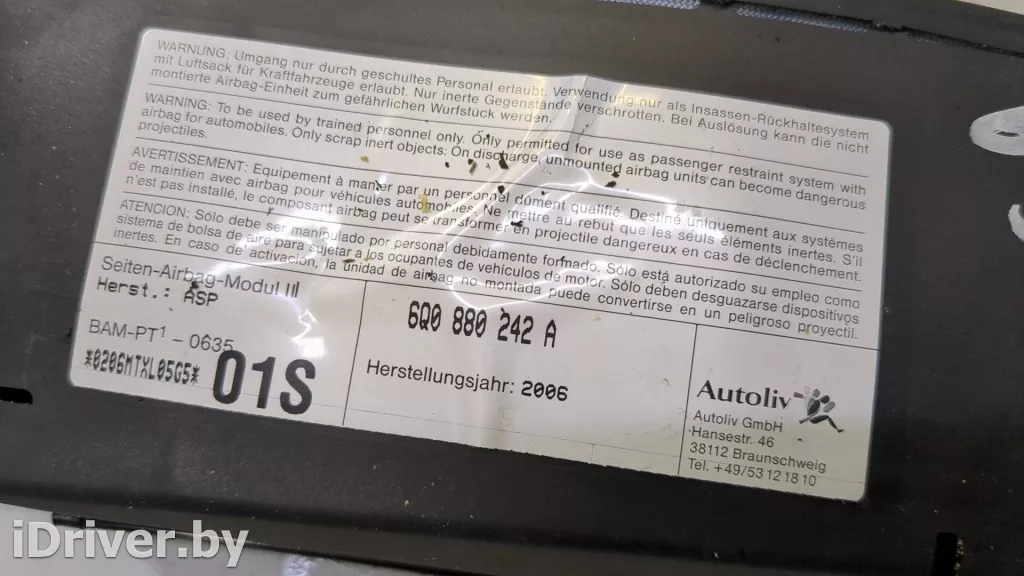 WARNUNG: Umgang nur durch geschultes Personal erlaubt. Verwendung nur als Insassen-Rückhaltesystem
mit Luftsack für Kraftfahrzeuge erlaubt. Nur inerte Gegenstände verschrotten. Bei Auslösung kann die nicht
montierte Airbag-Einheit zum gefährlichen Wurfstück werden.
WARNING: To be used by trained personnel only. Only permitted for use as passenger restraint system with
airbag for automobiles. Only scrap inert objects. On discharge, unmounted airbag units can become dangerous
projectiles.
AVERTISSEMENT: Equipement à manier par un personnel dûment qualifié. Destiné uniquement aux systèmes
de maintien avec airbag pour véhicules automobiles. Ne mettre au rebut que les seuls éléments inertes. S'il
n'est pas installé, le composant airbag peut se transformer en projectile dangereux en cas de déclenchement.
ATENCION: Sólo debe ser manipulado por personal debidamente formado. Sólo está autorizado su empleo como
sistema de bolsa de aire para sujetar a los ocupantes de vehículos de motor. Sólo deben desguazarse dispositivos
inertes. En caso de activación, la unidad de airbag no montada puede convertirse en un peligroso proyectil.
Seiten-Airbag-Modul II
Herst.: ASP
BAM-PT1 - 0635
*0206MTXL05G5* 01S
6Q0 880 242 A
Herstellungsjahr: 2006
Autoliv
Autoliv GmbH
Hansestr. 46
38112 Braunschweig
Tel. +49/53 12 18 10
iDriver.by